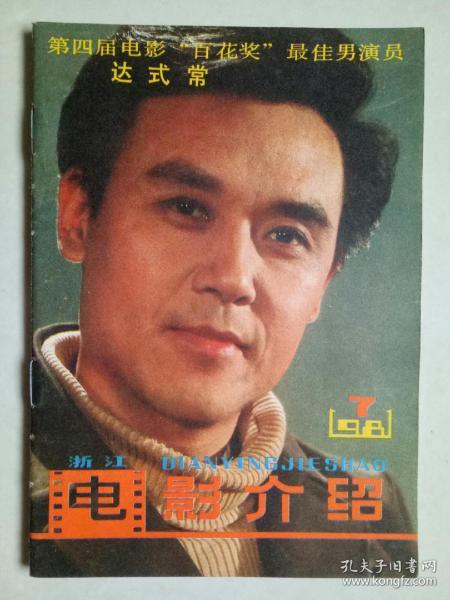 第四届电影“百花奖”最佳男演员
达式常
7
1981
浙江 DIANYINGJIESHAO
电影介绍
孔夫子旧书网
www.kongfz.com